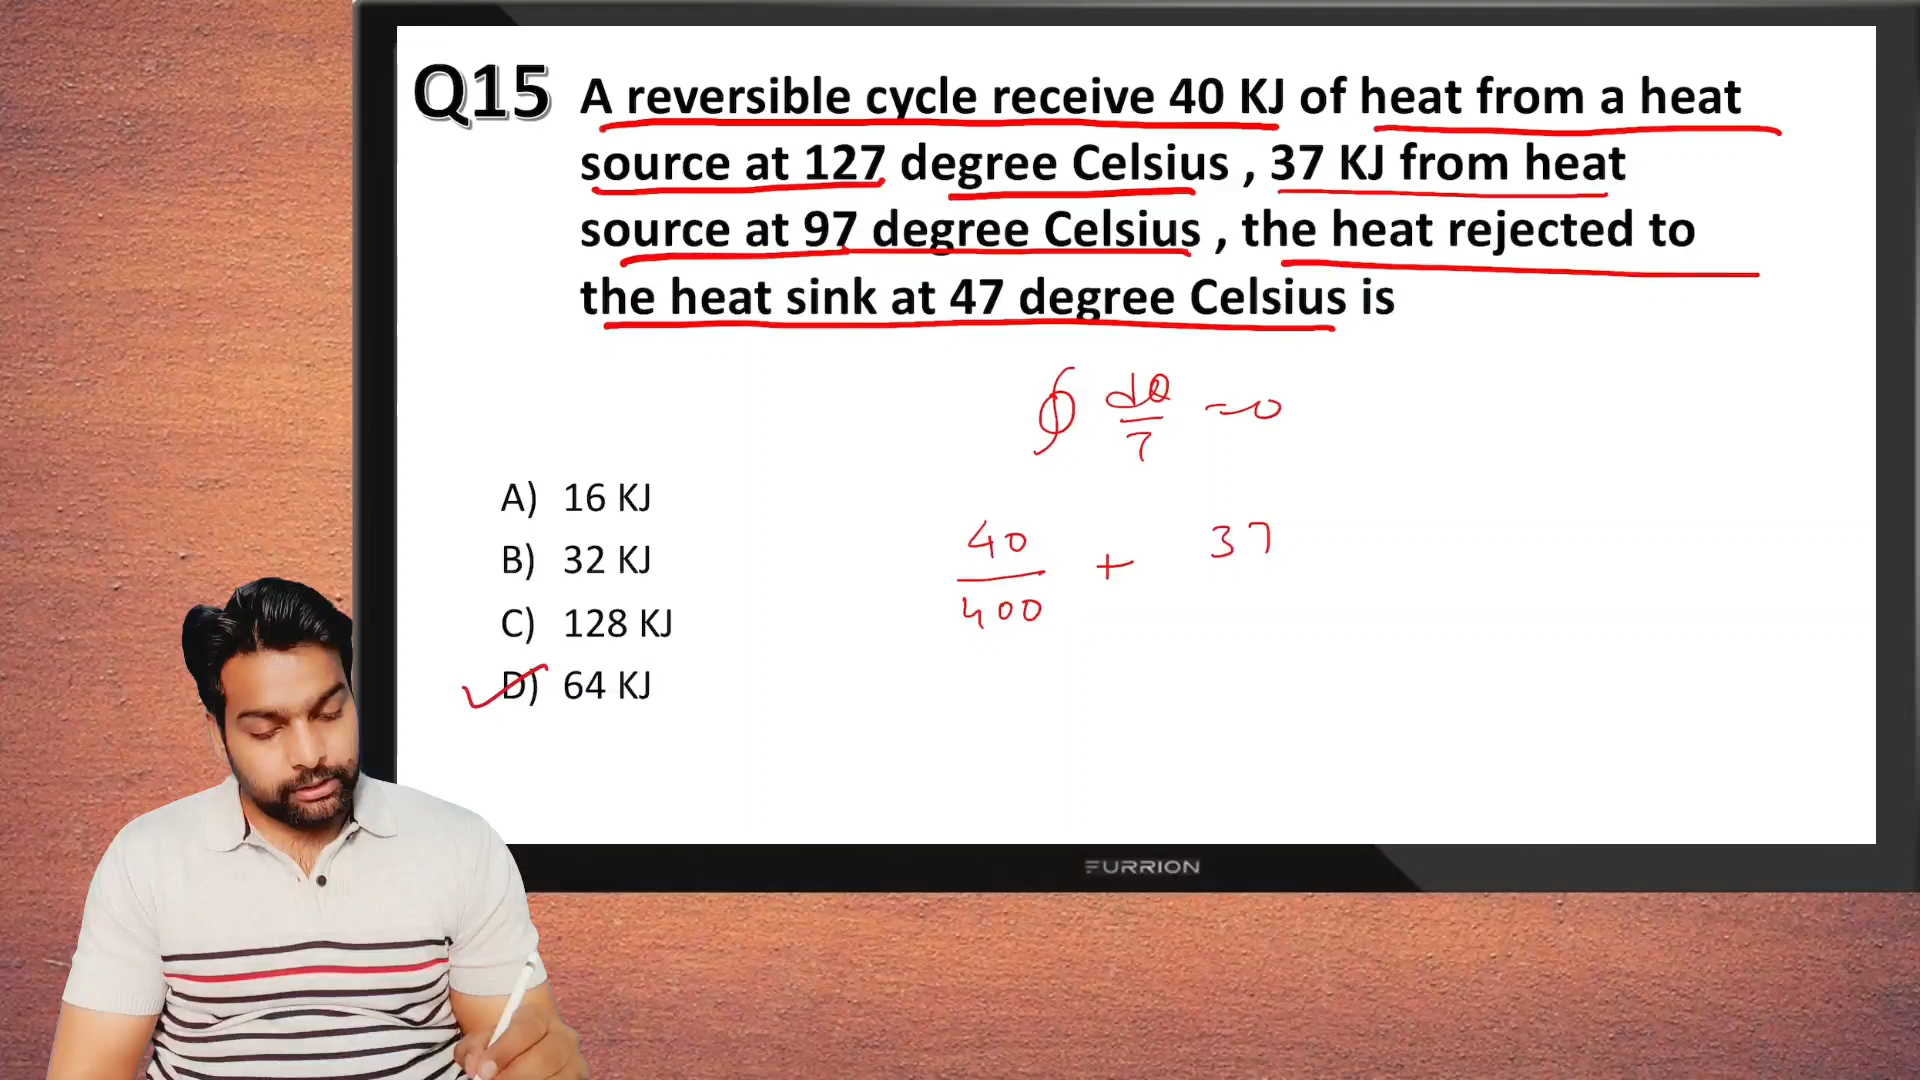 Q15 A reversible cycle receive 40 KJ of heat from a heat
source at 127 degree Celsius , 37 KJ from heat
source at 97 degree Celsius , the heat rejected to
the heat sink at 47 degree Celsius is
∮ dQ/T = 0
A) 16 KJ
B) 32 KJ
C) 128 KJ
D) 64 KJ
40/400 + 37
FURRION